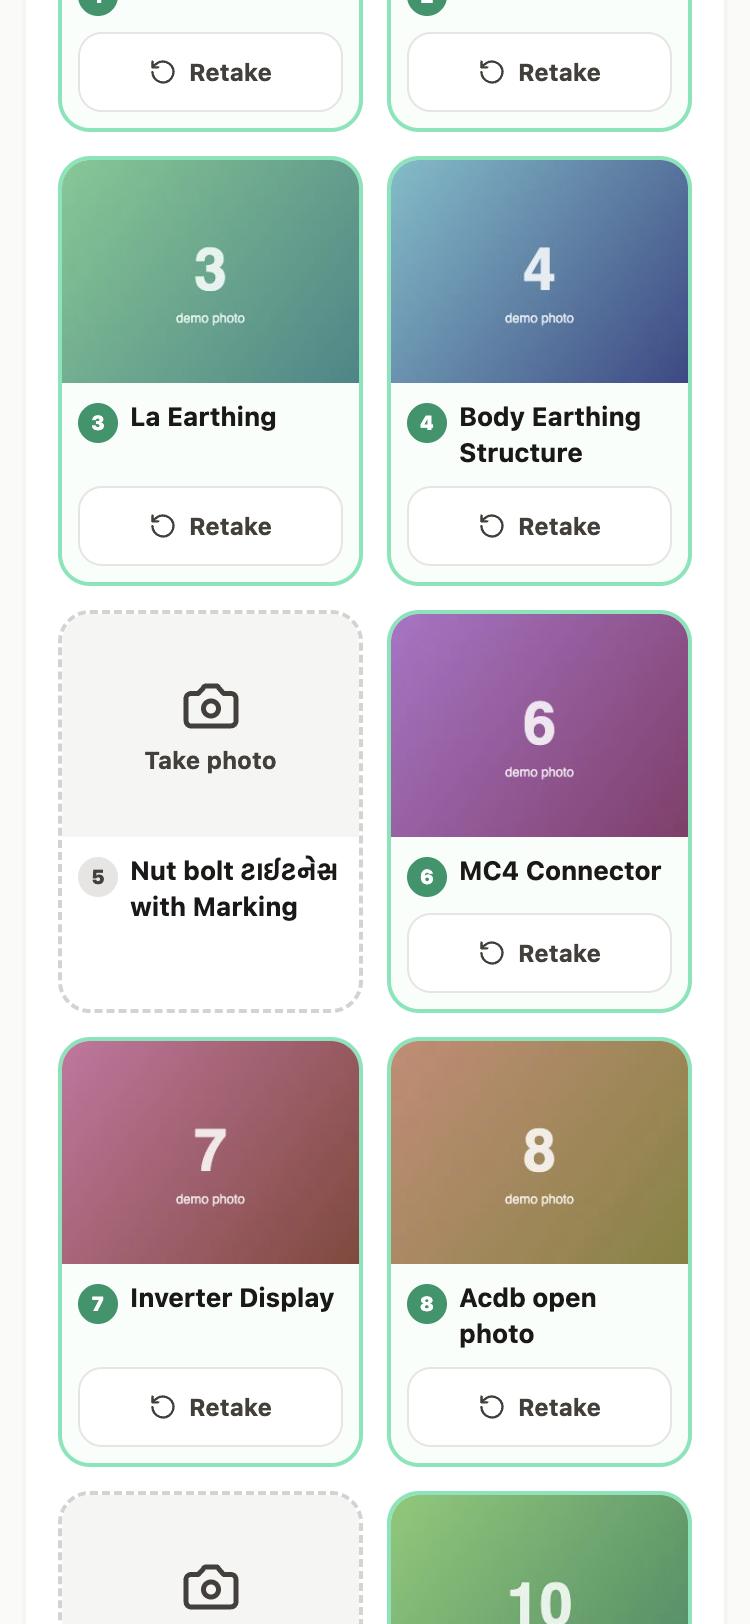 Retake
Retake
3
demo photo
4
demo photo
3 La Earthing
4 Body Earthing
Structure
Retake
Retake
Take photo
6
demo photo
5 Nut bolt ટાઈટનેસ
with Marking
6 MC4 Connector
Retake
7
demo photo
8
demo photo
7 Inverter Display
8 Acdb open
photo
Retake
Retake
10